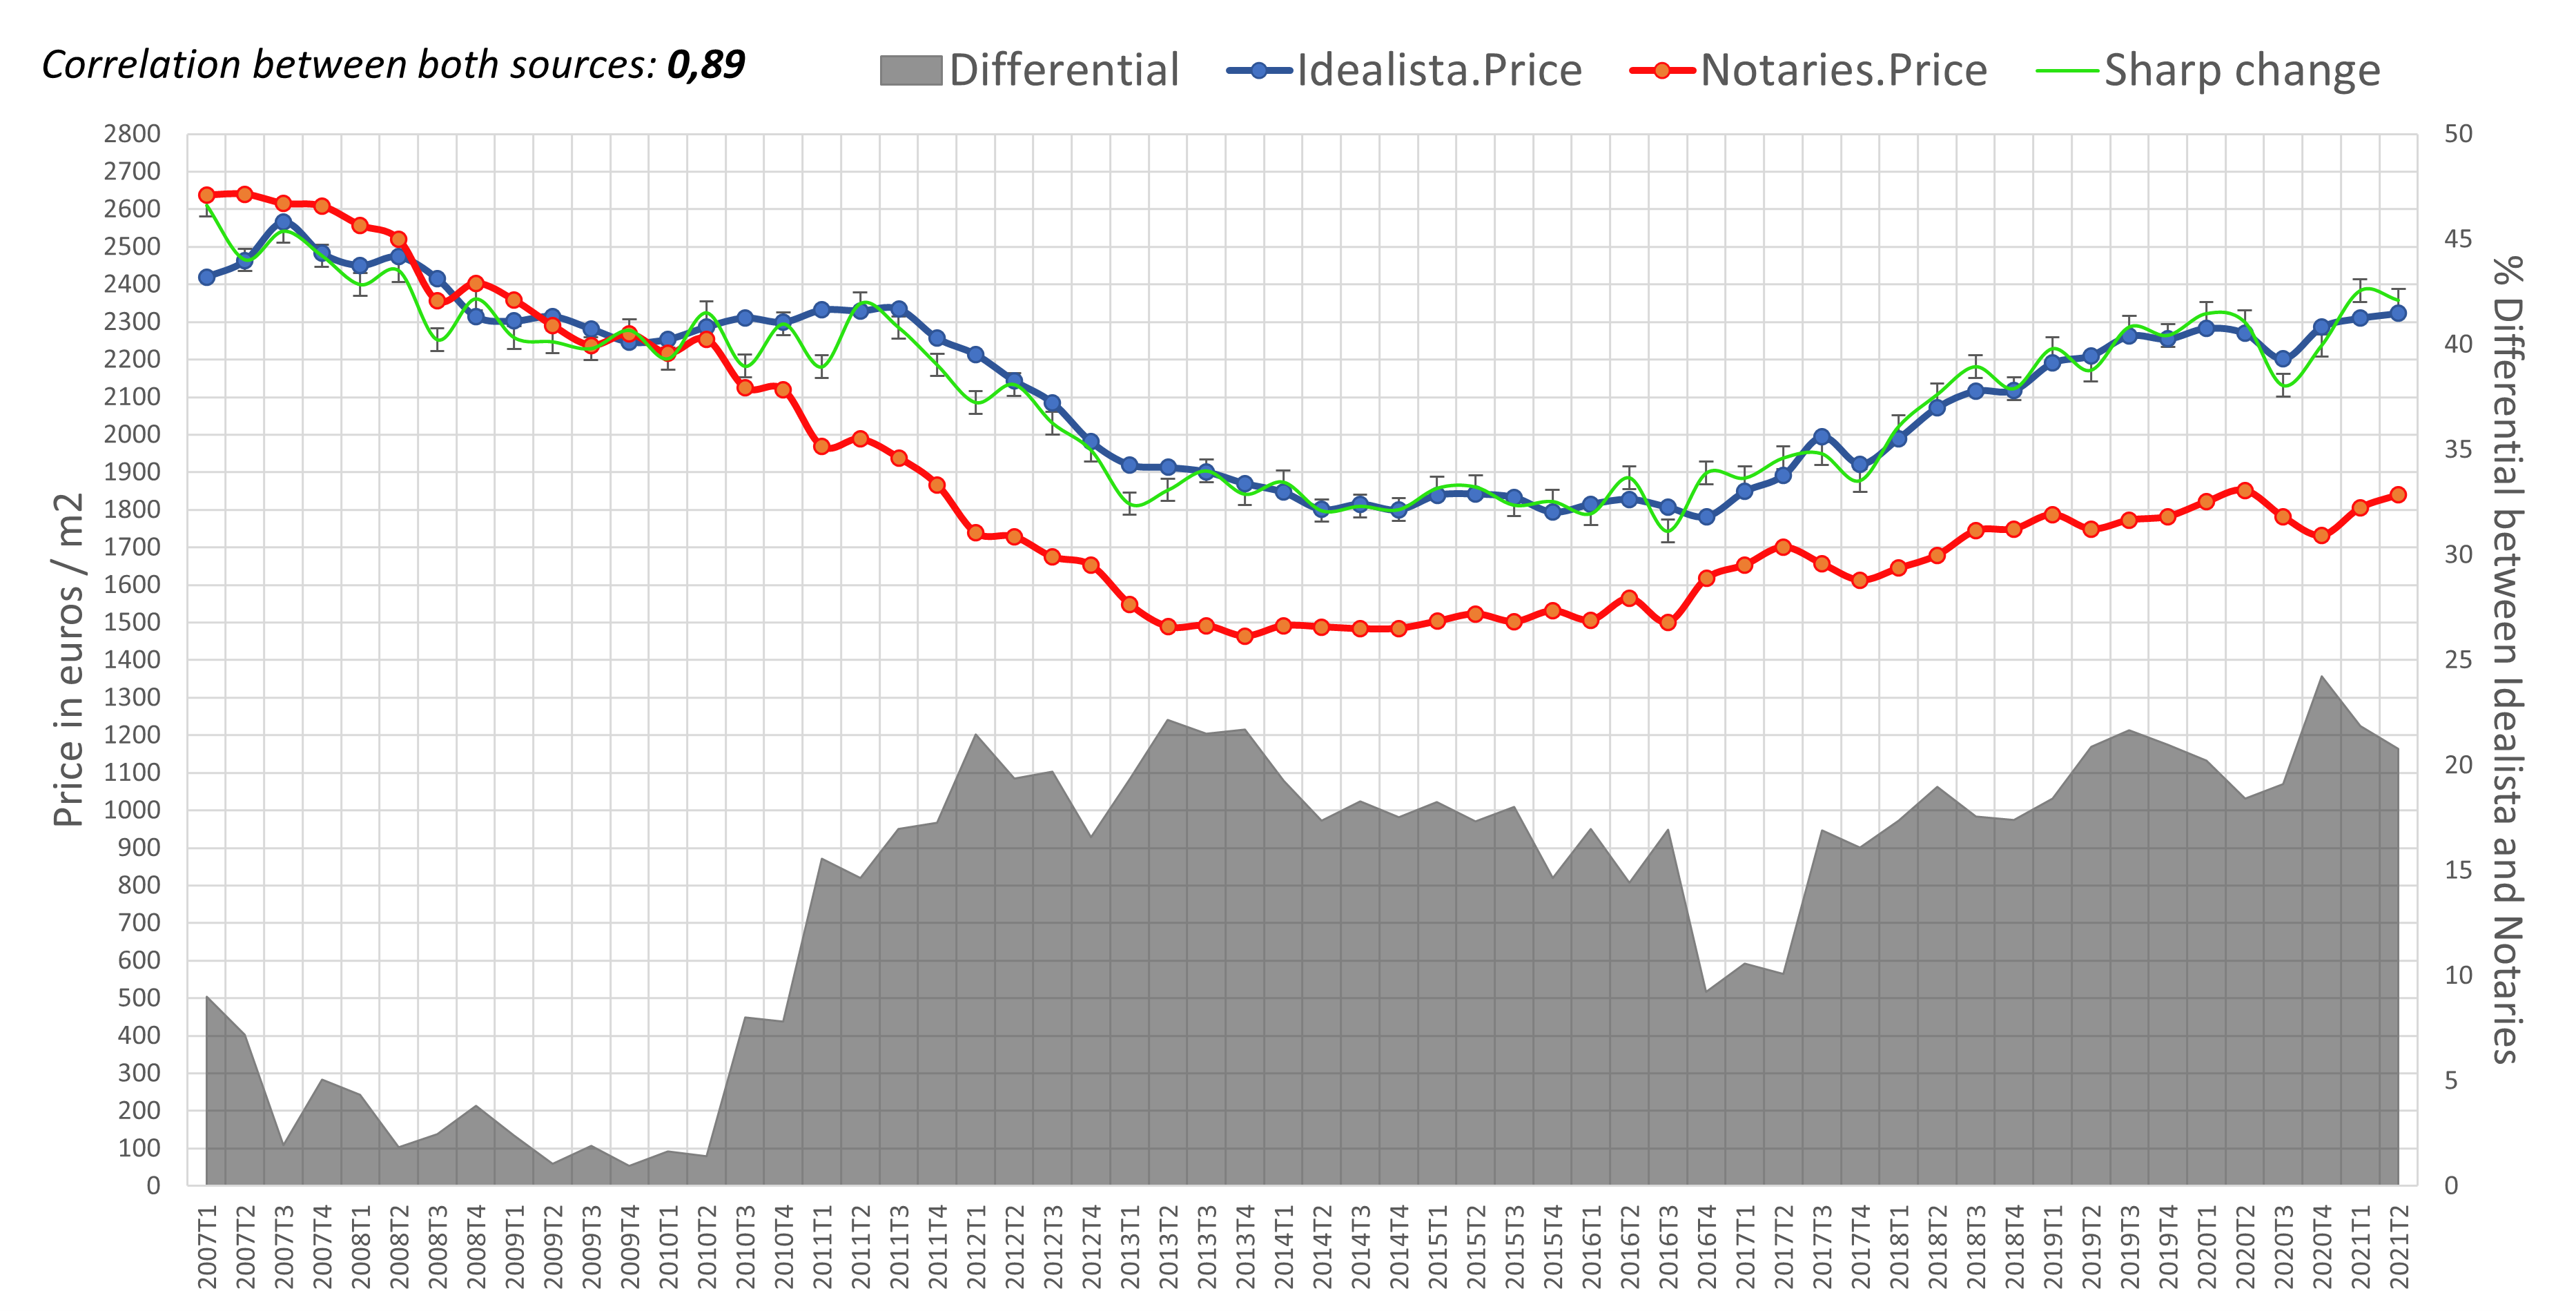 Correlation between both sources: 0,89
Differential
Idealista.Price
Notaries.Price
Sharp change
Price in euros / m2
2800
2700
2600
2500
2400
2300
2200
2100
2000
1900
1800
1700
1600
1500
1400
1300
1200
1100
1000
900
800
700
600
500
400
300
200
100
0
50
45
40
35
30
25
20
15
10
5
0
% Differential between Idealista and Notaries
2007T1
2007T2
2007T3
2007T4
2008T1
2008T2
2008T3
2008T4
2009T1
2009T2
2009T3
2009T4
2010T1
2010T2
2010T3
2010T4
2011T1
2011T2
2011T3
2011T4
2012T1
2012T2
2012T3
2012T4
2013T1
2013T2
2013T3
2013T4
2014T1
2014T2
2014T3
2014T4
2015T1
2015T2
2015T3
2015T4
2016T1
2016T2
2016T3
2016T4
2017T1
2017T2
2017T3
2017T4
2018T1
2018T2
2018T3
2018T4
2019T1
2019T2
2019T3
2019T4
2020T1
2020T2
2020T3
2020T4
2021T1
2021T2